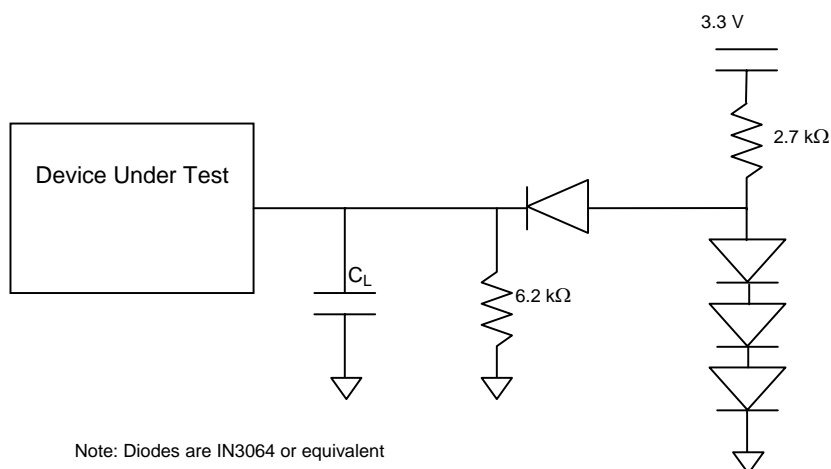 3.3 V
2.7 kΩ
Device Under Test
CL
6.2 kΩ
Note: Diodes are IN3064 or equivalent